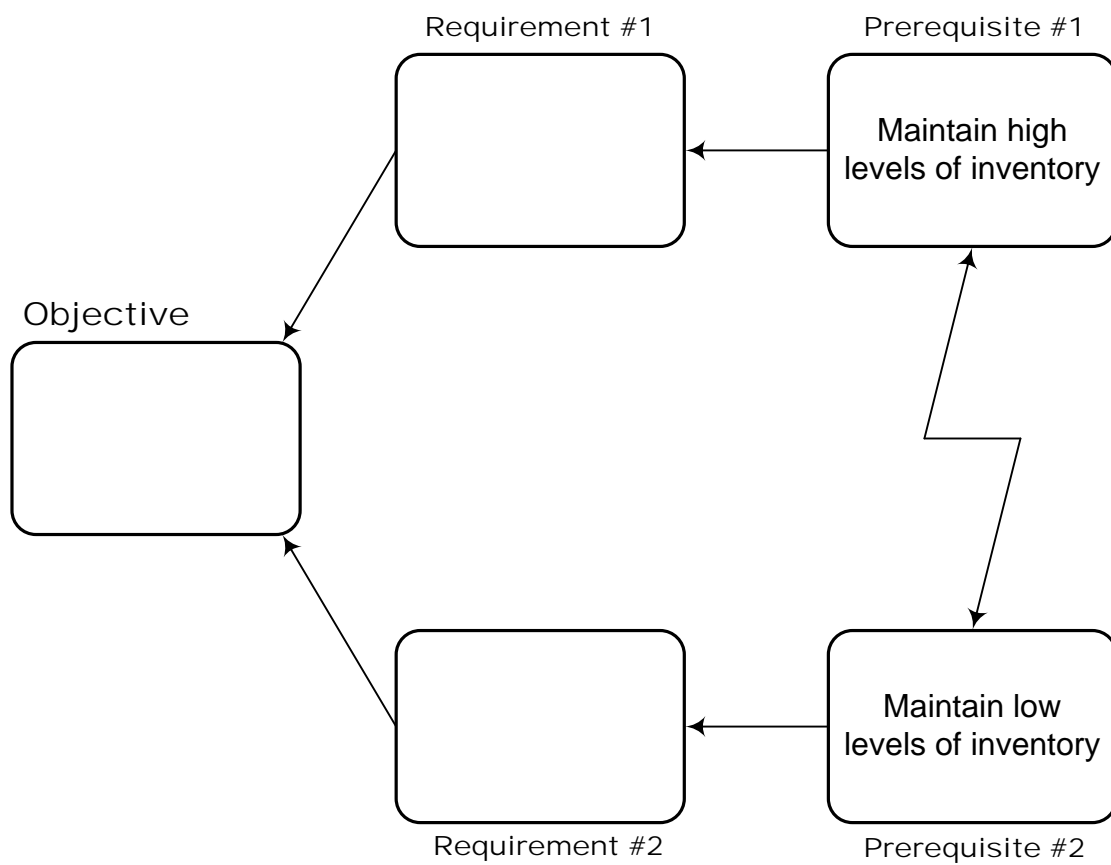 Requirement #1
Prerequisite #1
Maintain high
levels of inventory
Objective
Maintain low
levels of inventory
Requirement #2
Prerequisite #2